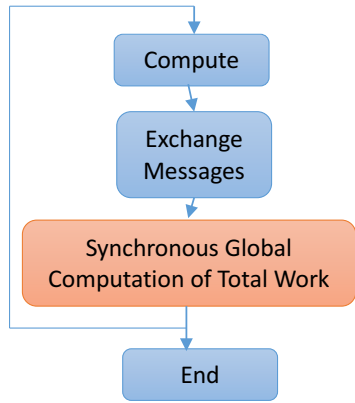 Compute
Exchange
Messages
Synchronous Global
Computation of Total Work
End